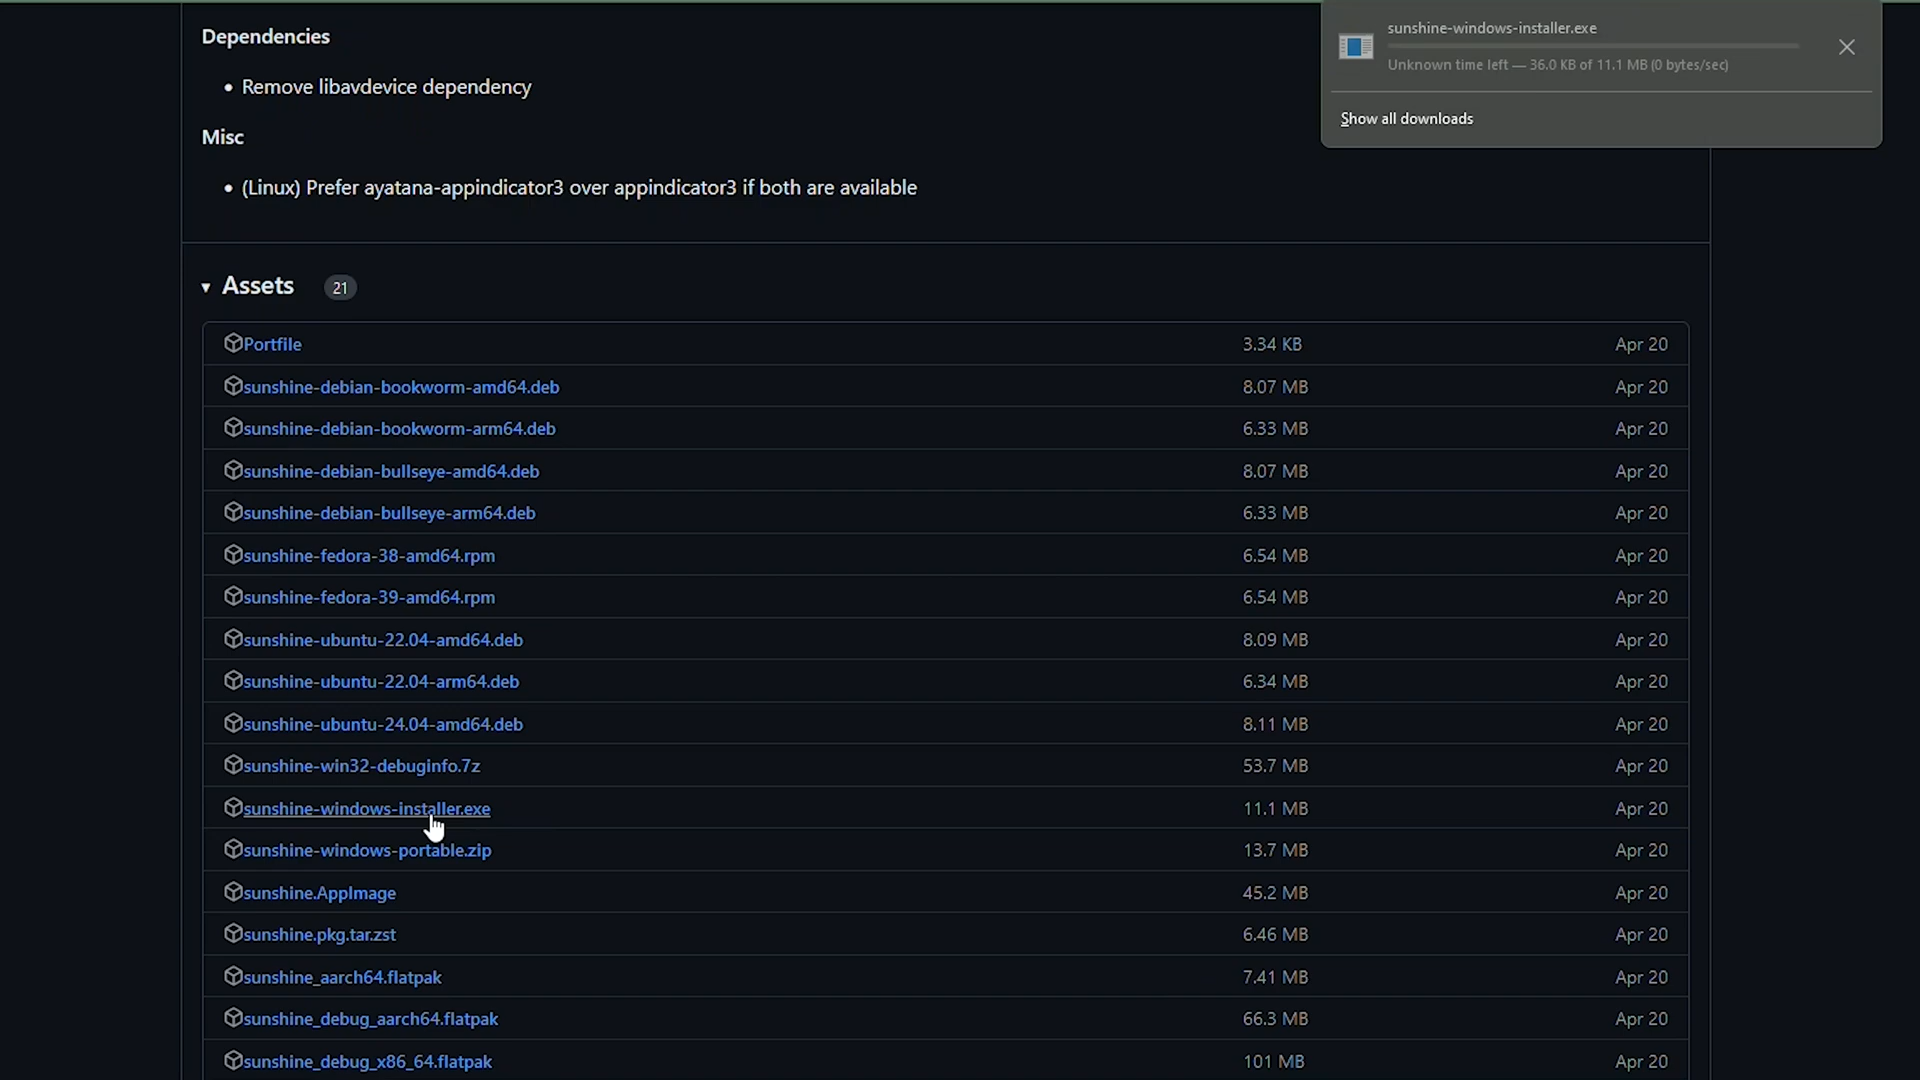 Dependencies
• Remove libavdevice dependency
Misc
• (Linux) Prefer ayatana-appindicator3 over appindicator3 if both are available
sunshine-windows-installer.exe
Unknown time left — 36.0 KB of 11.1 MB (0 bytes/sec)
Show all downloads
Assets 21
Portfile 3.34 KB Apr 20
sunshine-debian-bookworm-amd64.deb 8.07 MB Apr 20
sunshine-debian-bookworm-arm64.deb 6.33 MB Apr 20
sunshine-debian-bullseye-amd64.deb 8.07 MB Apr 20
sunshine-debian-bullseye-arm64.deb 6.33 MB Apr 20
sunshine-fedora-38-amd64.rpm 6.54 MB Apr 20
sunshine-fedora-39-amd64.rpm 6.54 MB Apr 20
sunshine-ubuntu-22.04-amd64.deb 8.09 MB Apr 20
sunshine-ubuntu-22.04-arm64.deb 6.34 MB Apr 20
sunshine-ubuntu-24.04-amd64.deb 8.11 MB Apr 20
sunshine-win32-debuginfo.7z 53.7 MB Apr 20
sunshine-windows-installer.exe 11.1 MB Apr 20
sunshine-windows-portable.zip 13.7 MB Apr 20
sunshine.AppImage 45.2 MB Apr 20
sunshine.pkg.tar.zst 6.46 MB Apr 20
sunshine_aarch64.flatpak 7.41 MB Apr 20
sunshine_debug_aarch64.flatpak 66.3 MB Apr 20
sunshine_debug_x86_64.flatpak 101 MB Apr 20